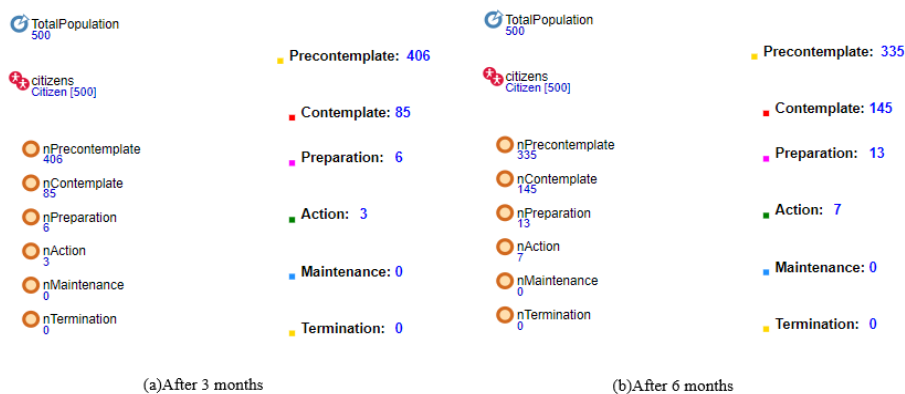 TotalPopulation
500
citizens
Citizen [500]
nPrecontemplate
406
nContemplate
85
nPreparation
6
nAction
3
nMaintenance
0
nTermination
0
Precontemplate: 406
Contemplate: 85
Preparation: 6
Action: 3
Maintenance: 0
Termination: 0
(a)After 3 months
TotalPopulation
500
citizens
Citizen [500]
nPrecontemplate
335
nContemplate
145
nPreparation
13
nAction
7
nMaintenance
0
nTermination
0
Precontemplate: 335
Contemplate: 145
Preparation: 13
Action: 7
Maintenance: 0
Termination: 0
(b)After 6 months